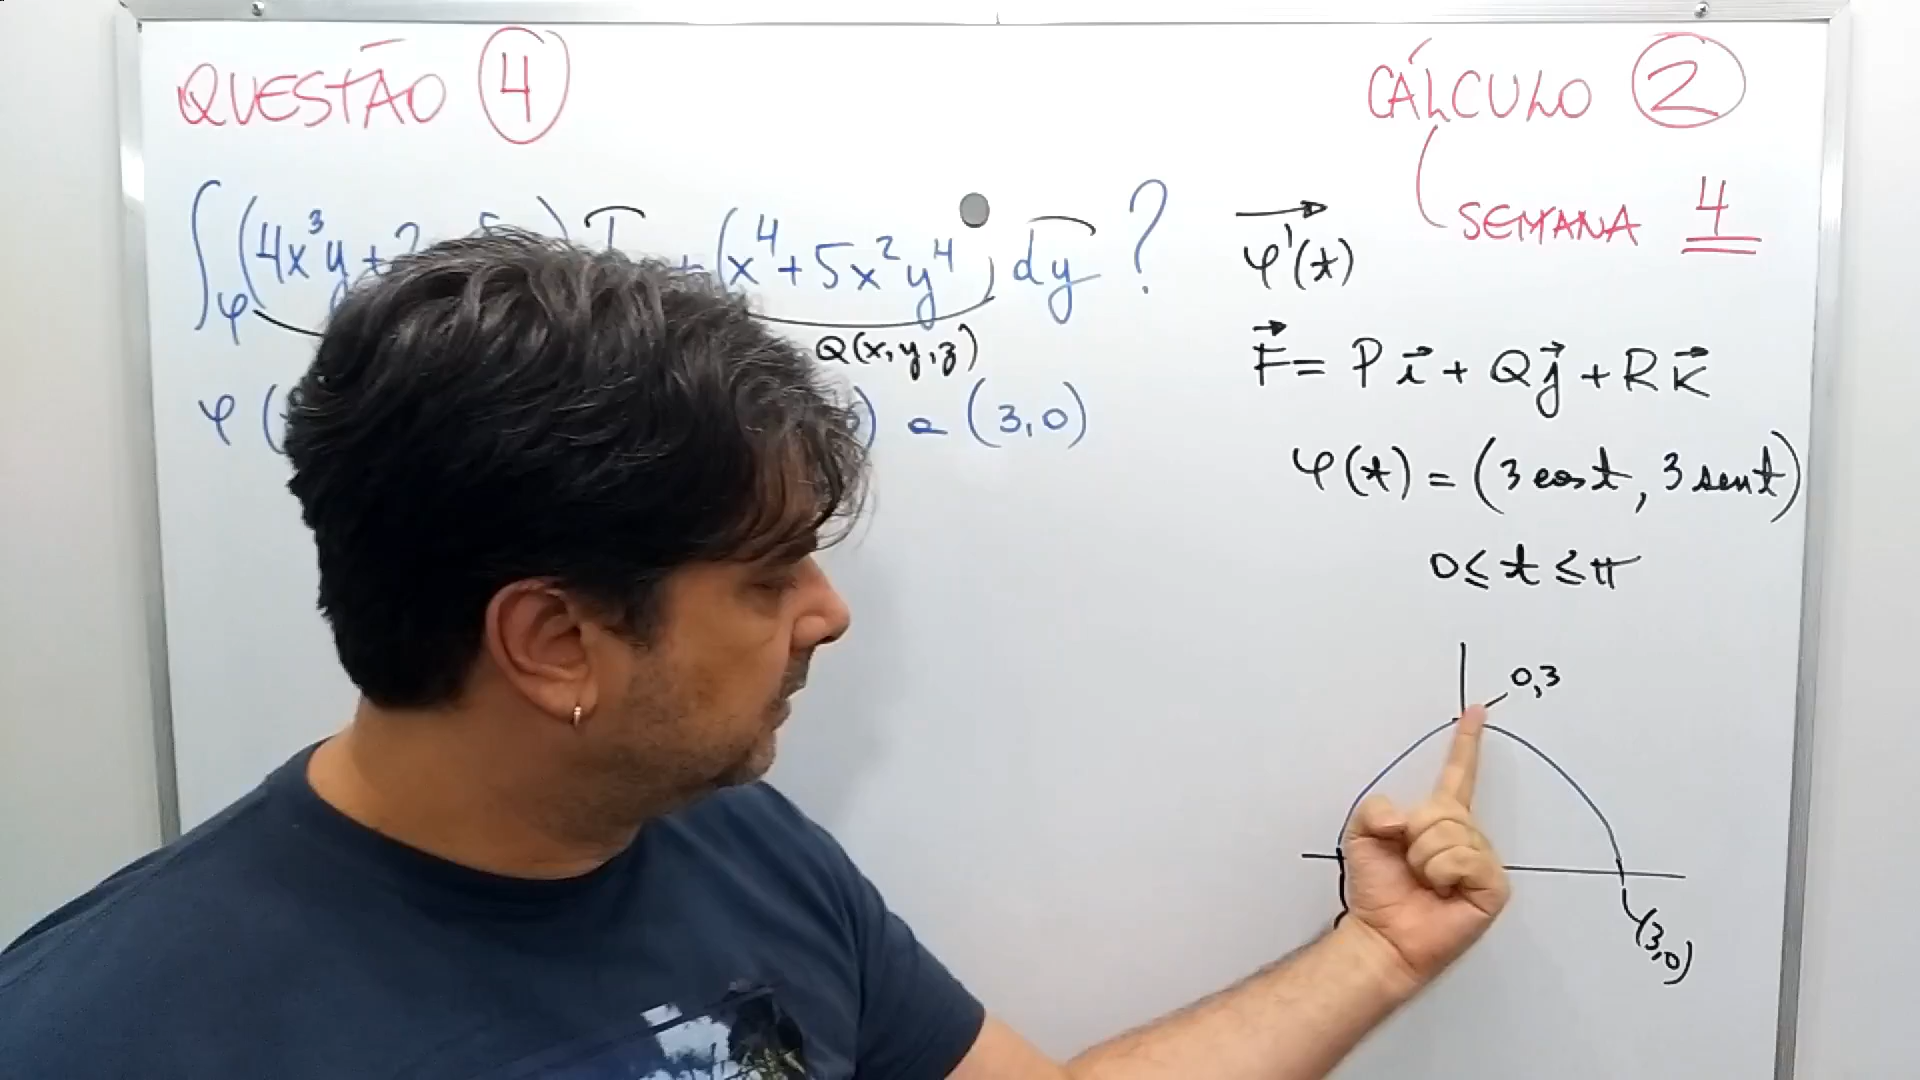 QUESTÃO 4
CÁLCULO 2
SEMANA 4
∫φ (4x³y + + (x⁴ + 5x²y⁴) dy ?
φ'(t)
Q(x,y,z)
F = P i + Q j + R k
φ ( ) a (3,0)
φ(t) = (3 cos t, 3 sen t)
0 ≤ t ≤ π
0,3
(3,0)